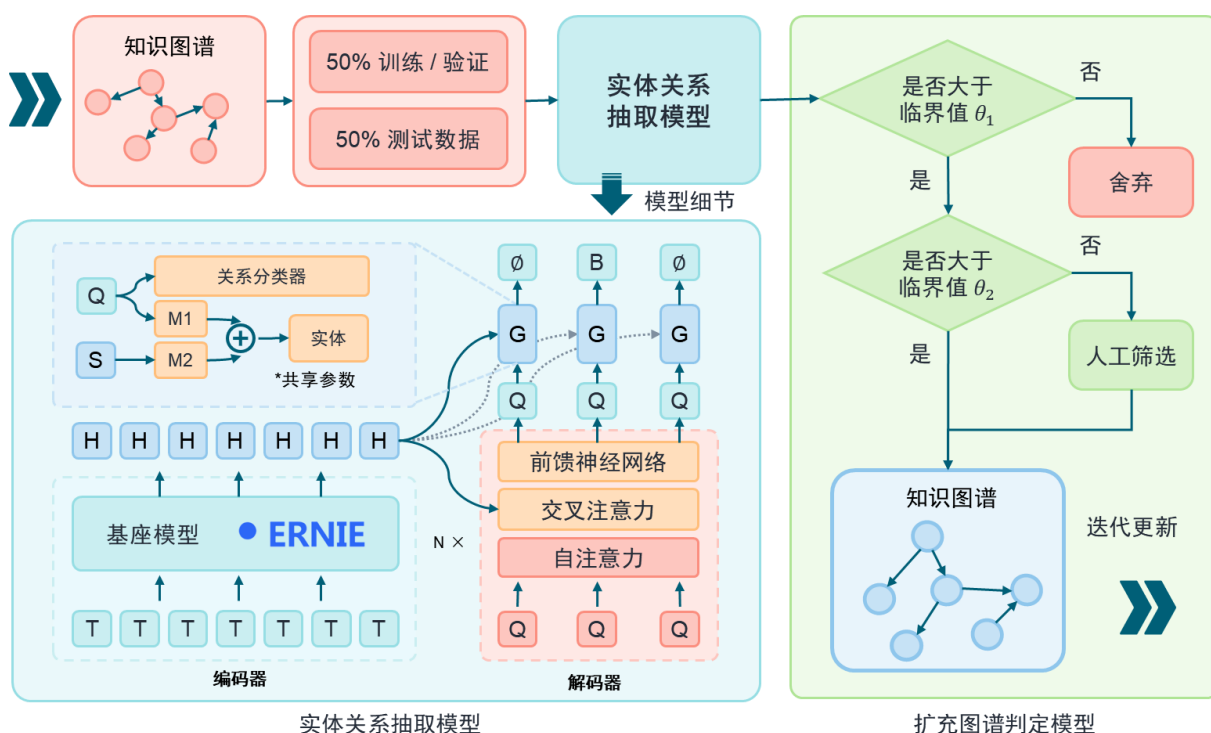 知识图谱
50% 训练 / 验证
50% 测试数据
实体关系
抽取模型
模型细节
是否大于
临界值 θ1
否
舍弃
是
是否大于
临界值 θ2
否
人工筛选
是
知识图谱
迭代更新
扩充图谱判定模型
Q
关系分类器
M1
S
M2
实体
*共享参数
∅ B ∅
G G G
Q Q Q
H H H H H H H
前馈神经网络
交叉注意力
自注意力
N ×
Q Q Q
解码器
基座模型
ERNIE
T T T T T T T
编码器
实体关系抽取模型